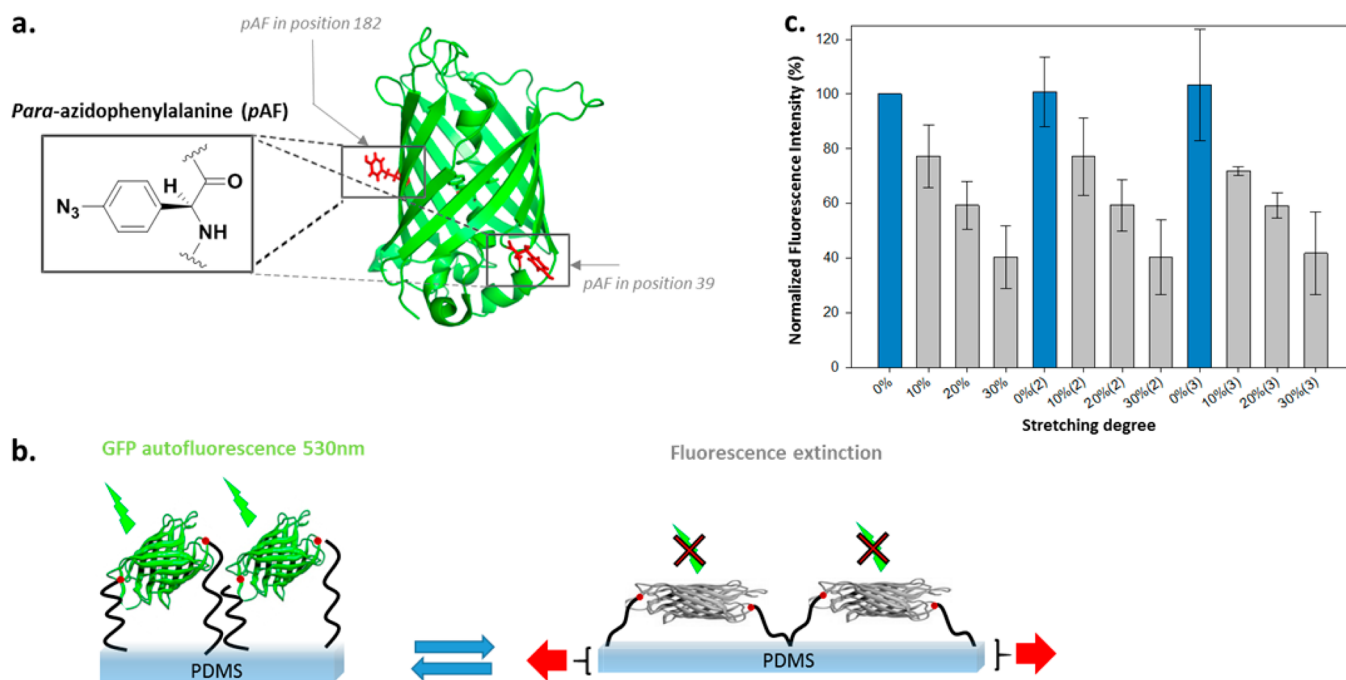 a.
pAF in position 182
Para-azidophenylalanine (pAF)
N3
H
O
NH
pAF in position 39
c.
Normalized Fluorescence Intensity (%)
120
100
80
60
40
20
0
0%
10%
20%
30%
0%(2)
10%(2)
20%(2)
30%(2)
0%(3)
10%(3)
20%(3)
30%(3)
Stretching degree
b.
GFP autofluorescence 530nm
Fluorescence extinction
PDMS
PDMS